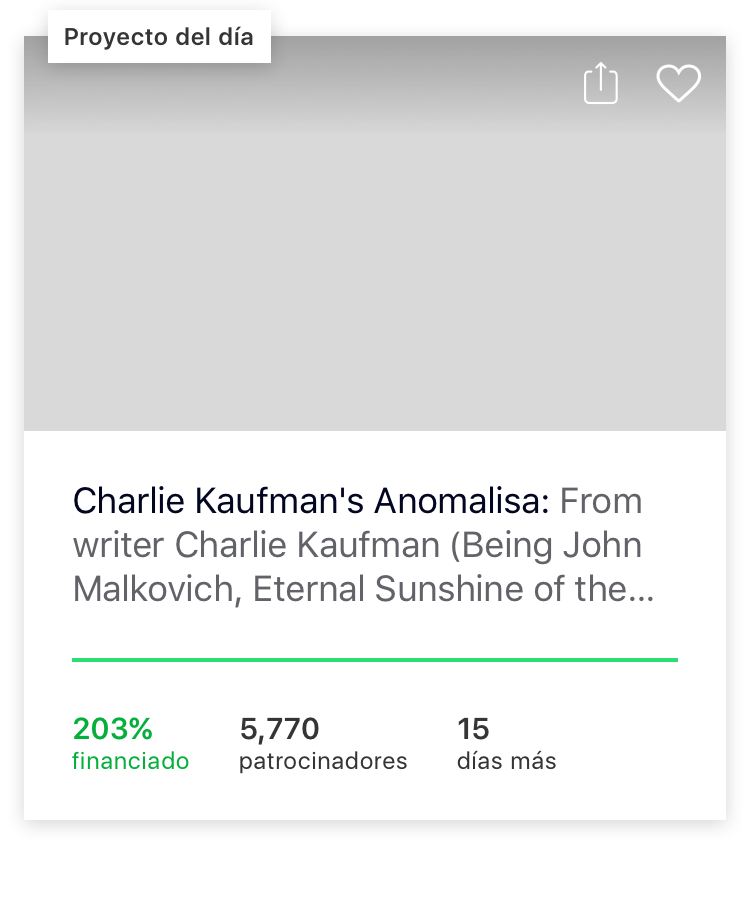 Proyecto del día
Charlie Kaufman's Anomalisa: From
writer Charlie Kaufman (Being John
Malkovich, Eternal Sunshine of the...
203%
financiado
5,770
patrocinadores
15
días más